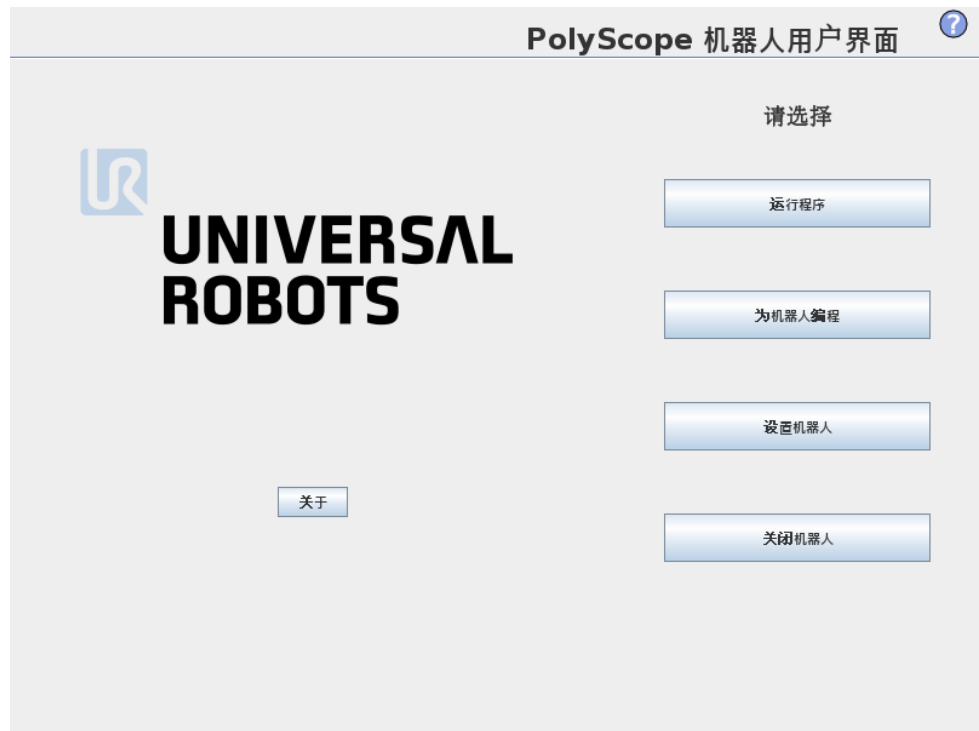 PolyScope 机器人用户界面
?
请选择
UR
UNIVERSAL
ROBOTS
运行程序
为机器人编程
设置机器人
关于
关闭机器人